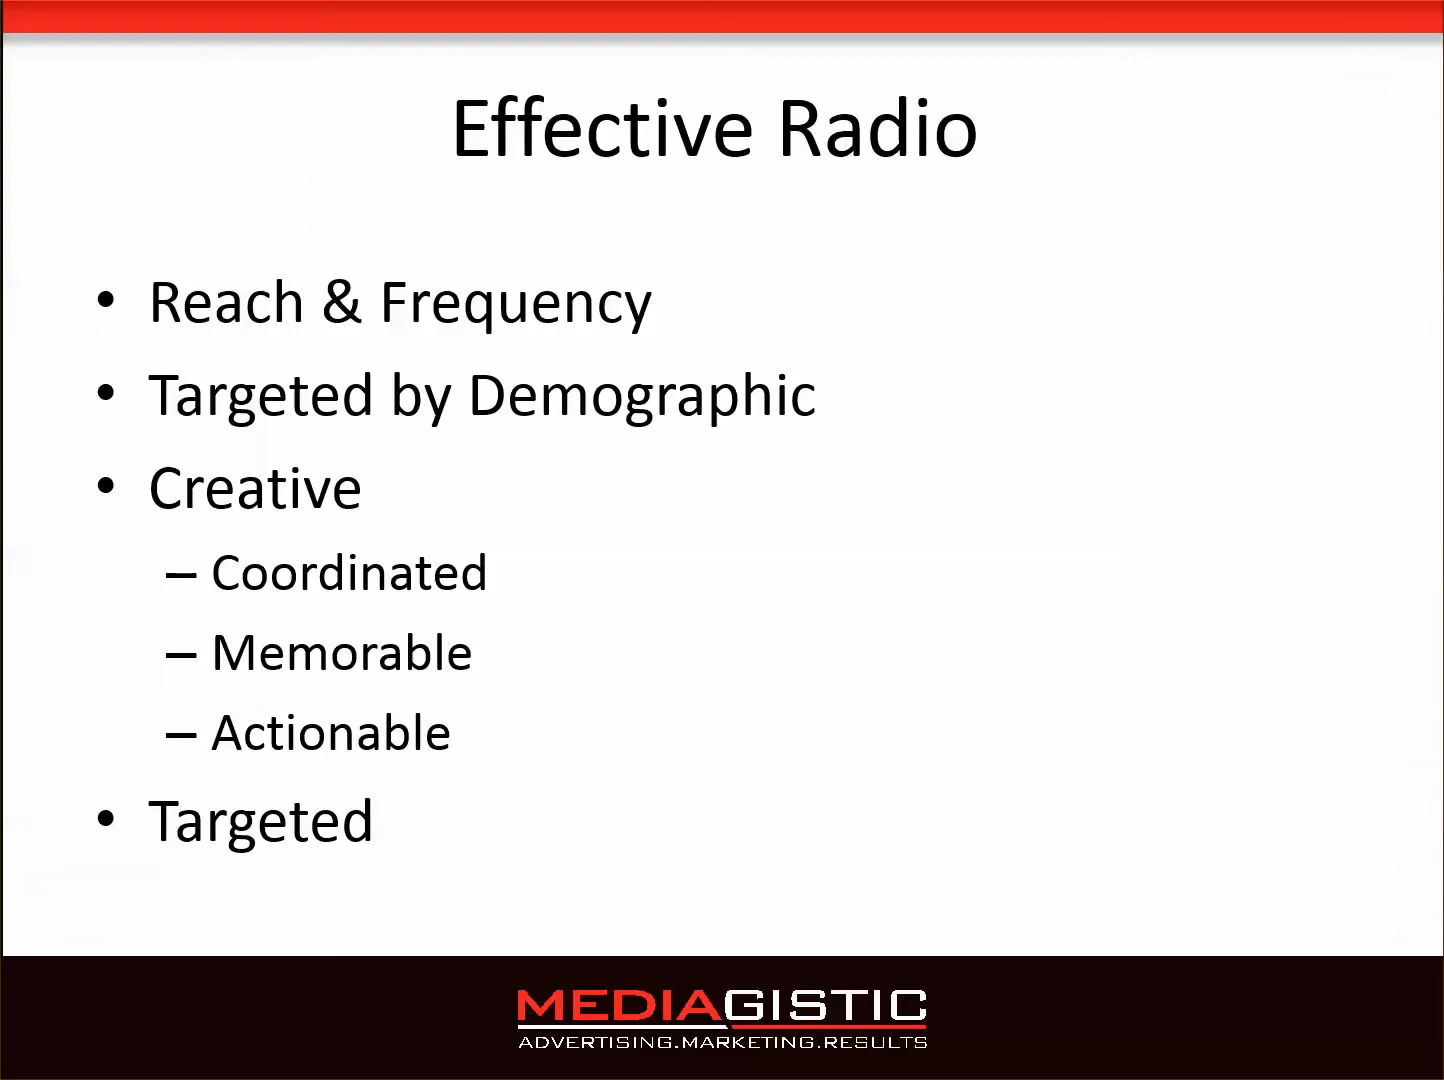 Effective Radio
• Reach & Frequency
• Targeted by Demographic
• Creative
– Coordinated
– Memorable
– Actionable
• Targeted
MEDIAGISTIC
ADVERTISING.MARKETING.RESULTS